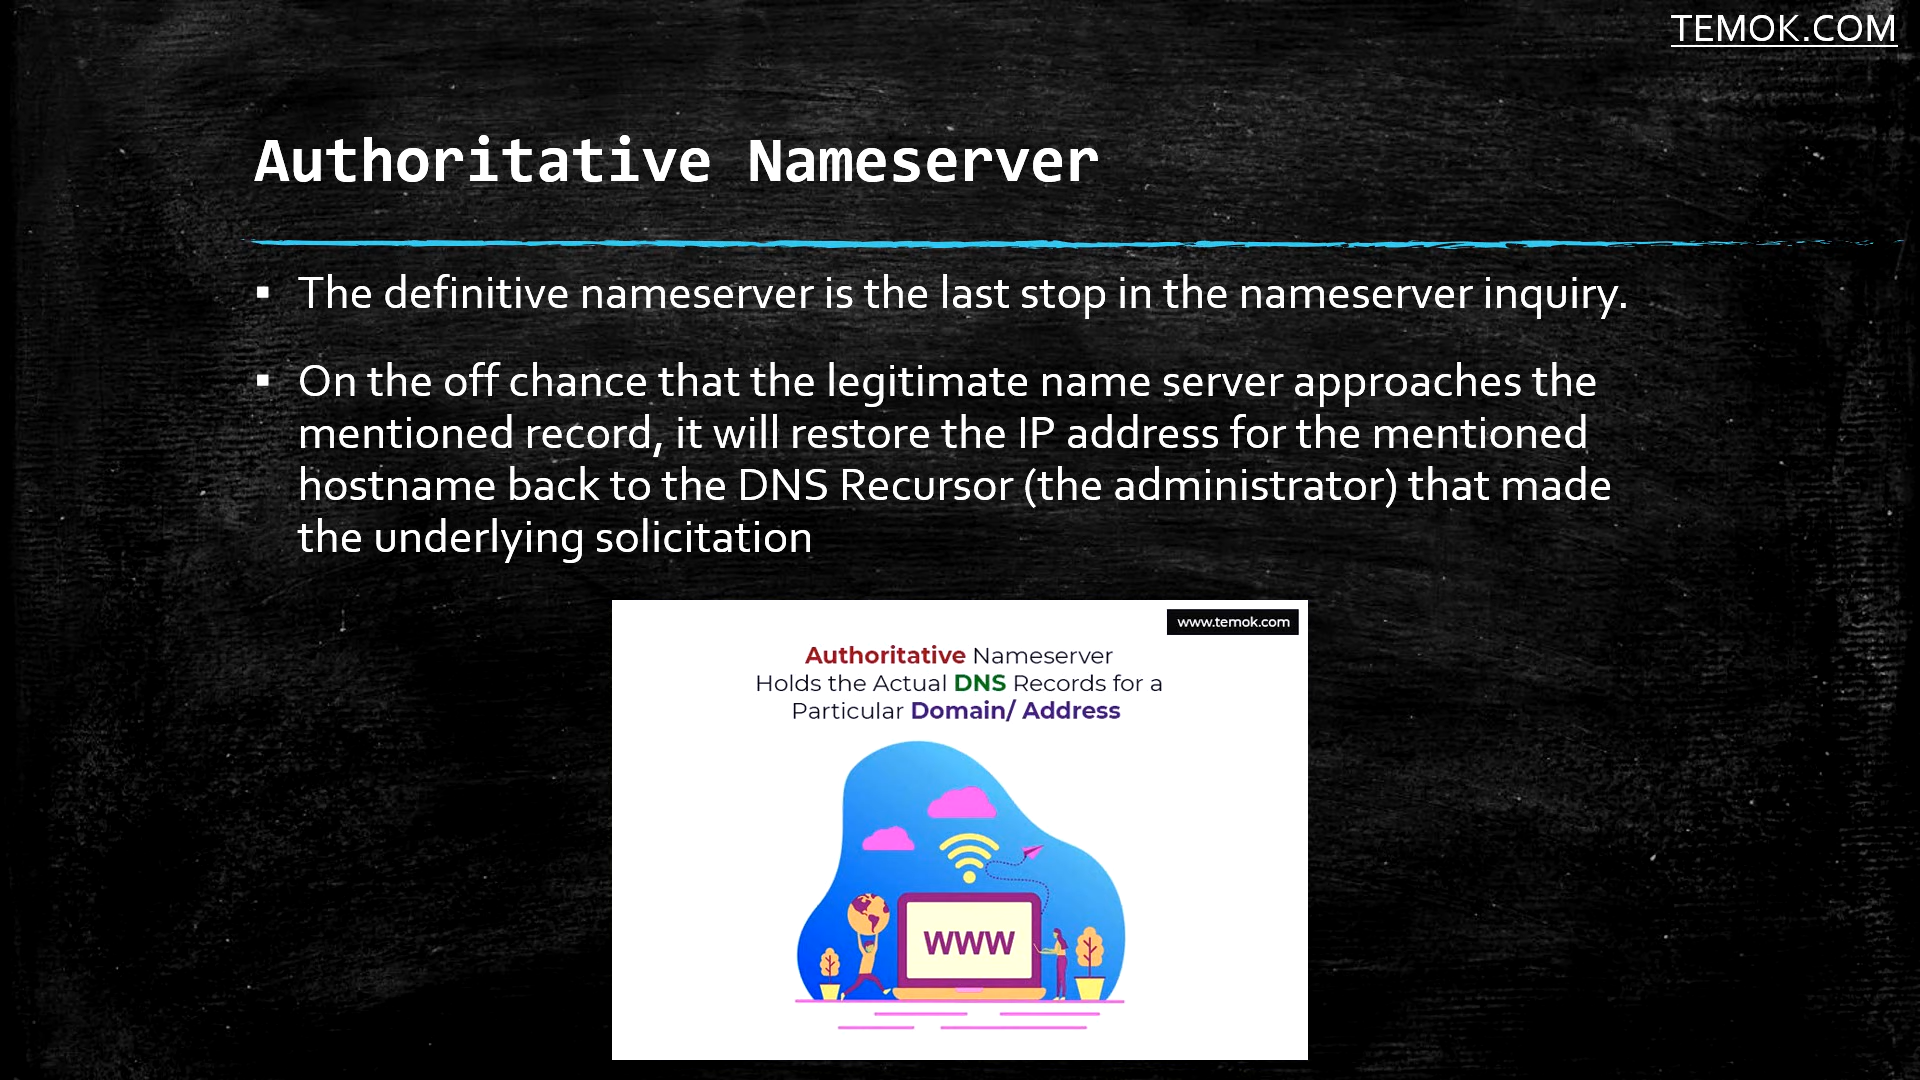 TEMOK.COM
Authoritative Nameserver
▪ The definitive nameserver is the last stop in the nameserver inquiry.
▪ On the off chance that the legitimate name server approaches the
mentioned record, it will restore the IP address for the mentioned
hostname back to the DNS Recursor (the administrator) that made
the underlying solicitation
www.temok.com
Authoritative Nameserver
Holds the Actual DNS Records for a
Particular Domain/ Address
WWW